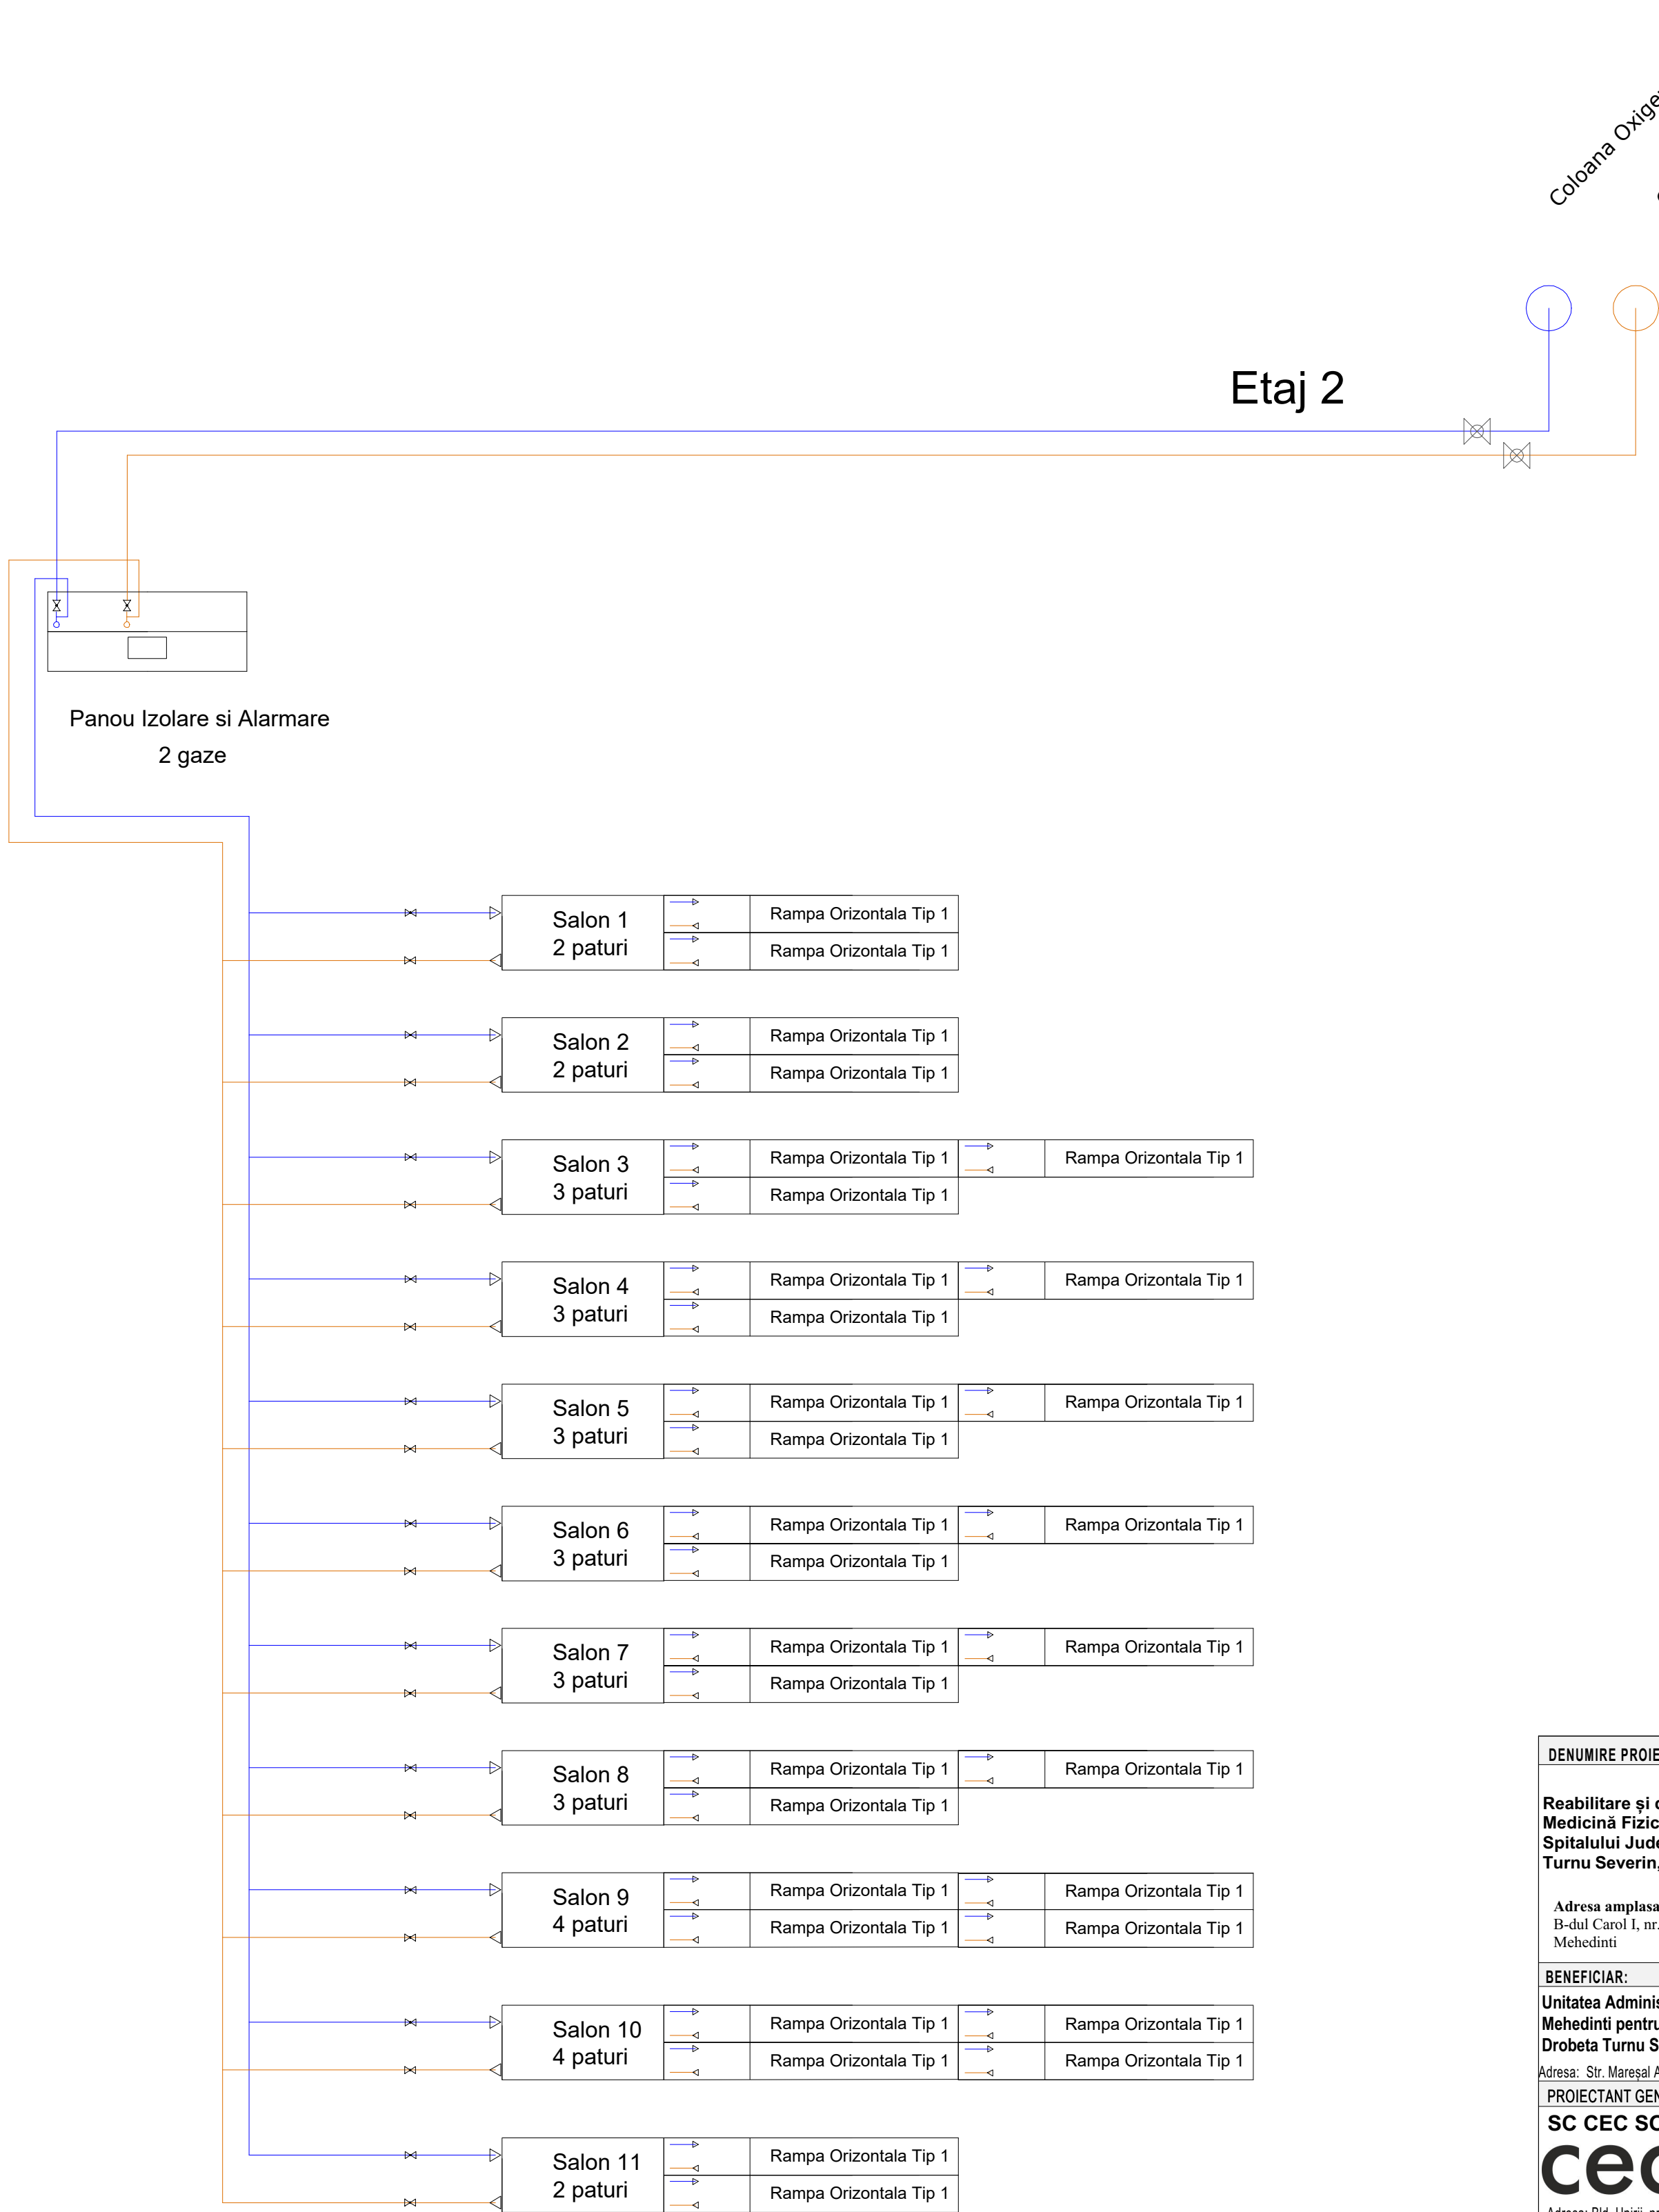 Coloana
Etaj 2
Panou Izolare si Alarmare
2 gaze
Salon 1
2 paturi
Rampa Orizontala Tip 1
Rampa Orizontala Tip 1
Salon 2
2 paturi
Rampa Orizontala Tip 1
Rampa Orizontala Tip 1
Salon 3
3 paturi
Rampa Orizontala Tip 1 Rampa Orizontala Tip 1
Rampa Orizontala Tip 1
Salon 4
3 paturi
Rampa Orizontala Tip 1 Rampa Orizontala Tip 1
Rampa Orizontala Tip 1
Salon 5
3 paturi
Rampa Orizontala Tip 1 Rampa Orizontala Tip 1
Rampa Orizontala Tip 1
Salon 6
3 paturi
Rampa Orizontala Tip 1 Rampa Orizontala Tip 1
Rampa Orizontala Tip 1
Salon 7
3 paturi
Rampa Orizontala Tip 1 Rampa Orizontala Tip 1
Rampa Orizontala Tip 1
Salon 8
3 paturi
Rampa Orizontala Tip 1 Rampa Orizontala Tip 1
Rampa Orizontala Tip 1
Salon 9
4 paturi
Rampa Orizontala Tip 1 Rampa Orizontala Tip 1
Rampa Orizontala Tip 1 Rampa Orizontala Tip 1
Salon 10
4 paturi
Rampa Orizontala Tip 1 Rampa Orizontala Tip 1
Rampa Orizontala Tip 1 Rampa Orizontala Tip 1
Salon 11
2 paturi
Rampa Orizontala Tip 1
Rampa Orizontala Tip 1
DENUMIRE
Reabilitare și
Medicină
Spitalului
Turnu Severin,
Adresa
B-dul Carol I, nr.
Mehedinti
BENEFICIAR:
Unitatea
Mehedinti pentru
Drobeta Turnu
Adresa: Str. Mareșal
PROIECTANT
SC CEC
cec